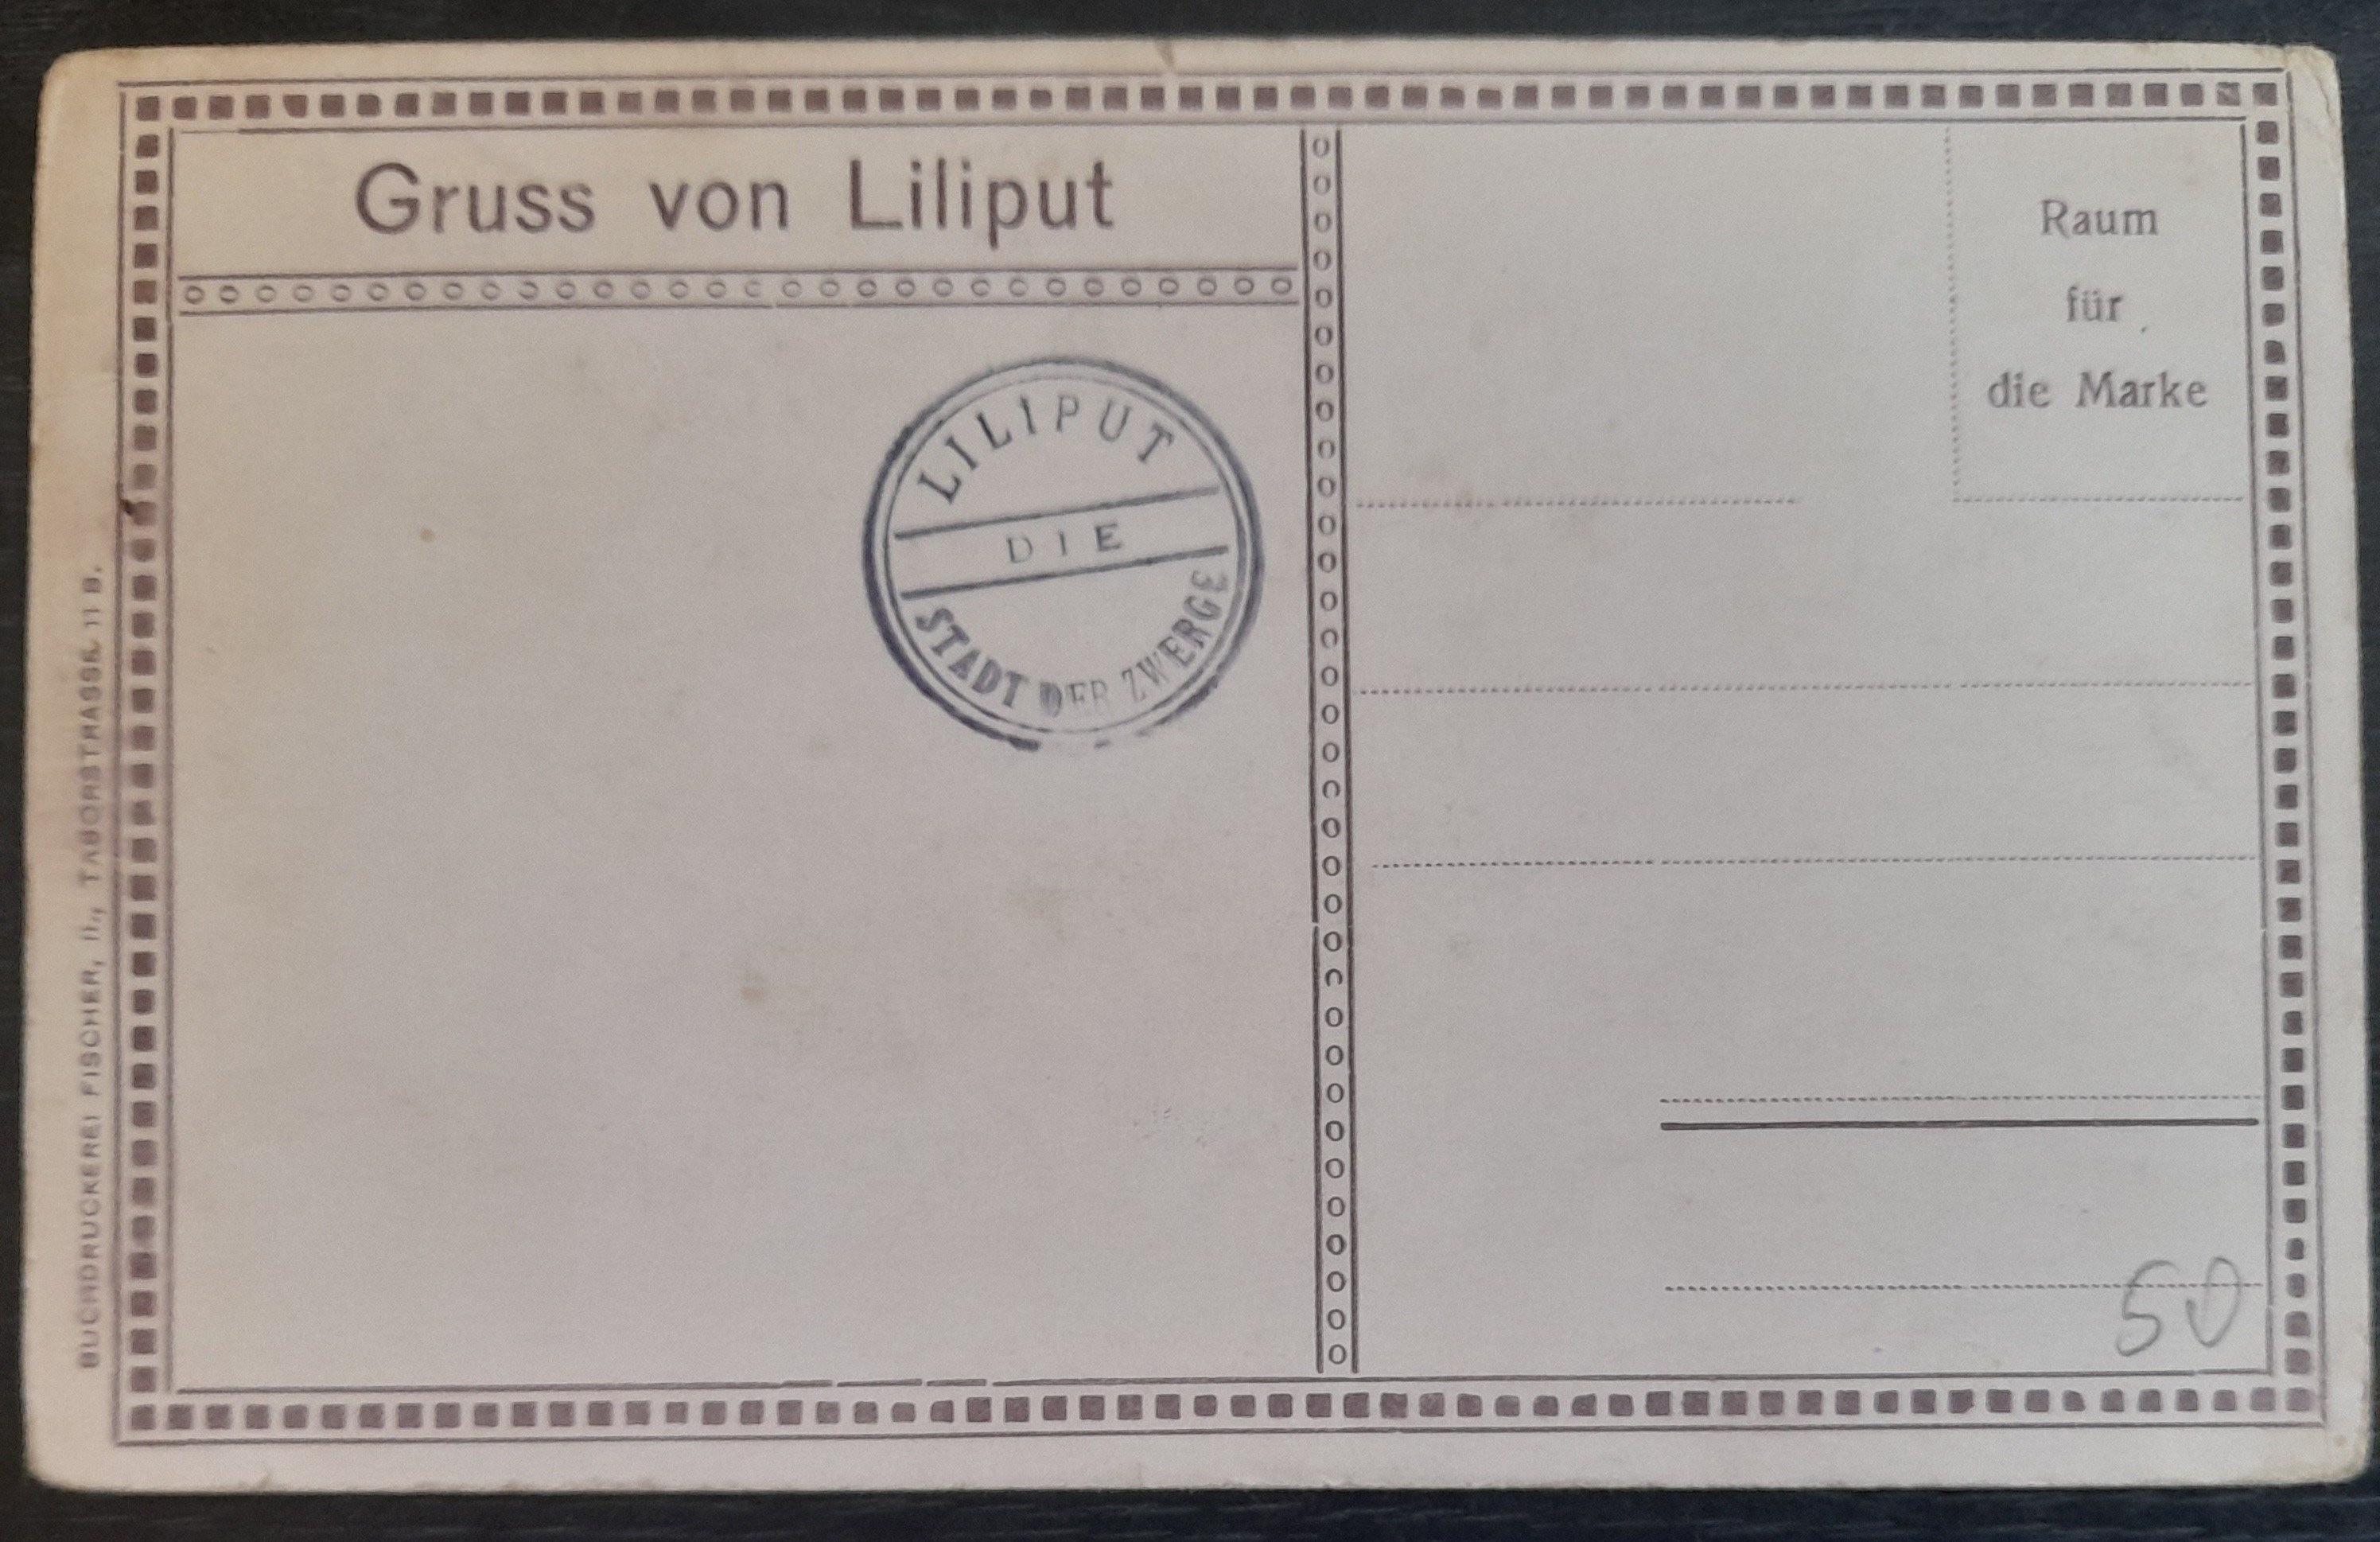 Gruss von Liliput
LILIPUT
DIE
STADT DER ZWERGE
Raum
für
die Marke
BUCHDRUCKEREI FISCHER, II., TABORSTRASSE 11 B.
50